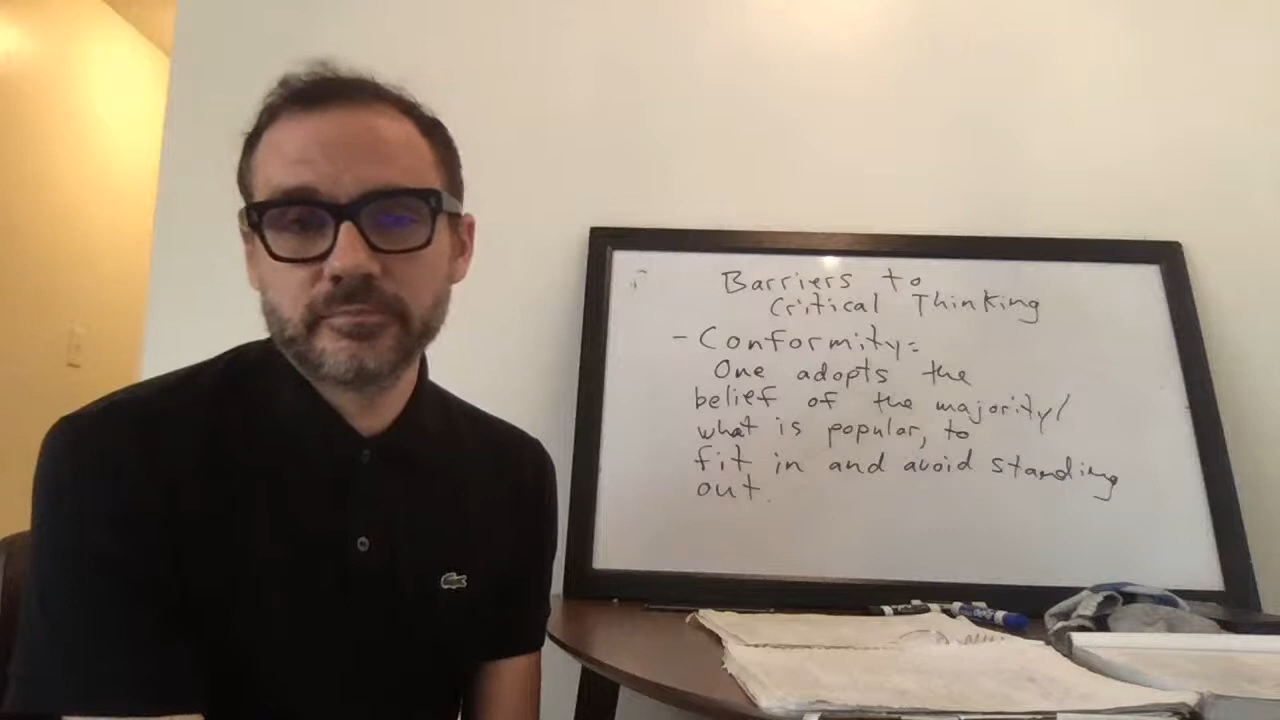 Barriers to
Critical Thinking
- Conformity:
One adopts the
belief of the majority/
what is popular, to
fit in and avoid standing
out.